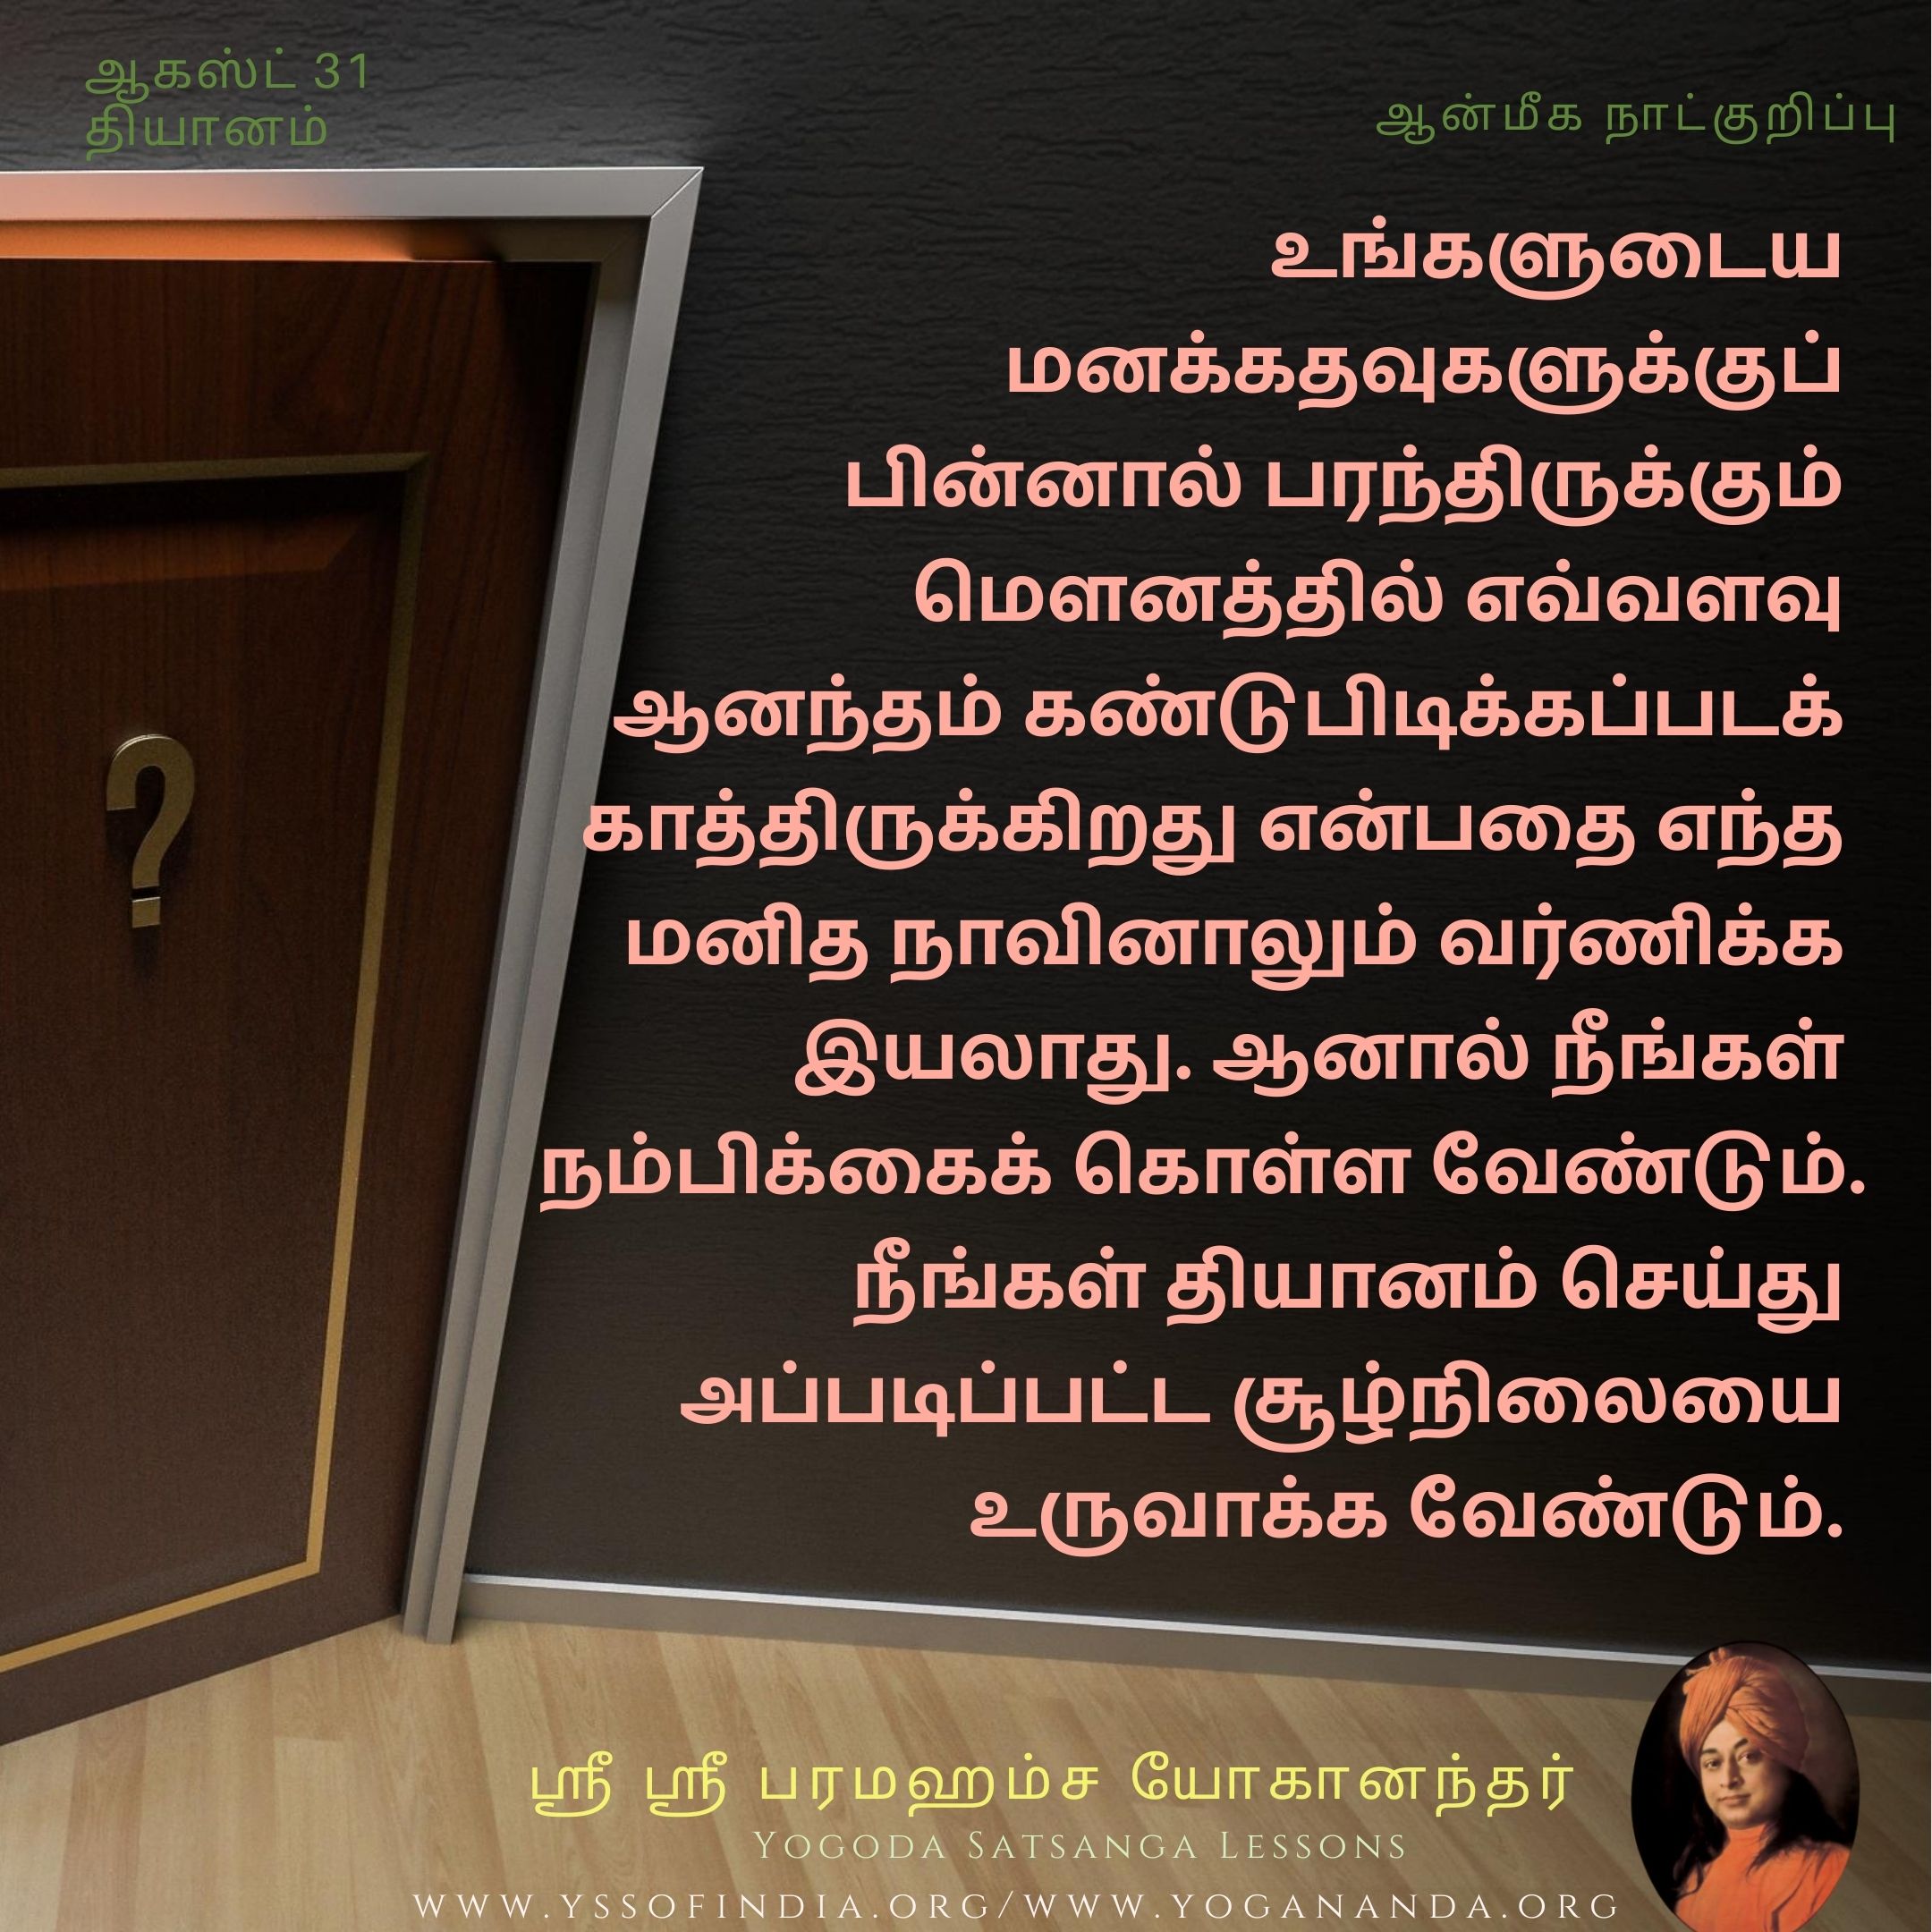 ஆகஸ்ட் 31
தியானம்
ஆன்மீக நாட்குறிப்பு
உங்களுடைய
மனக்கதவுகளுக்குப்
பின்னால் பரந்திருக்கும்
மௌனத்தில் எவ்வளவு
ஆனந்தம் கண்டுபிடிக்கப்படக்
காத்திருக்கிறது என்பதை எந்த
மனித நாவினாலும் வர்ணிக்க
இயலாது. ஆனால் நீங்கள்
நம்பிக்கைக் கொள்ள வேண்டும்.
நீங்கள் தியானம் செய்து
அப்படிப்பட்ட சூழ்நிலையை
உருவாக்க வேண்டும்.
?
ஸ்ரீ ஸ்ரீ பரமஹம்ச யோகானந்தர்
YOGODA SATSANGA LESSONS
WWW.YSSOFINDIA.ORG/WWW.YOGANANDA.ORG